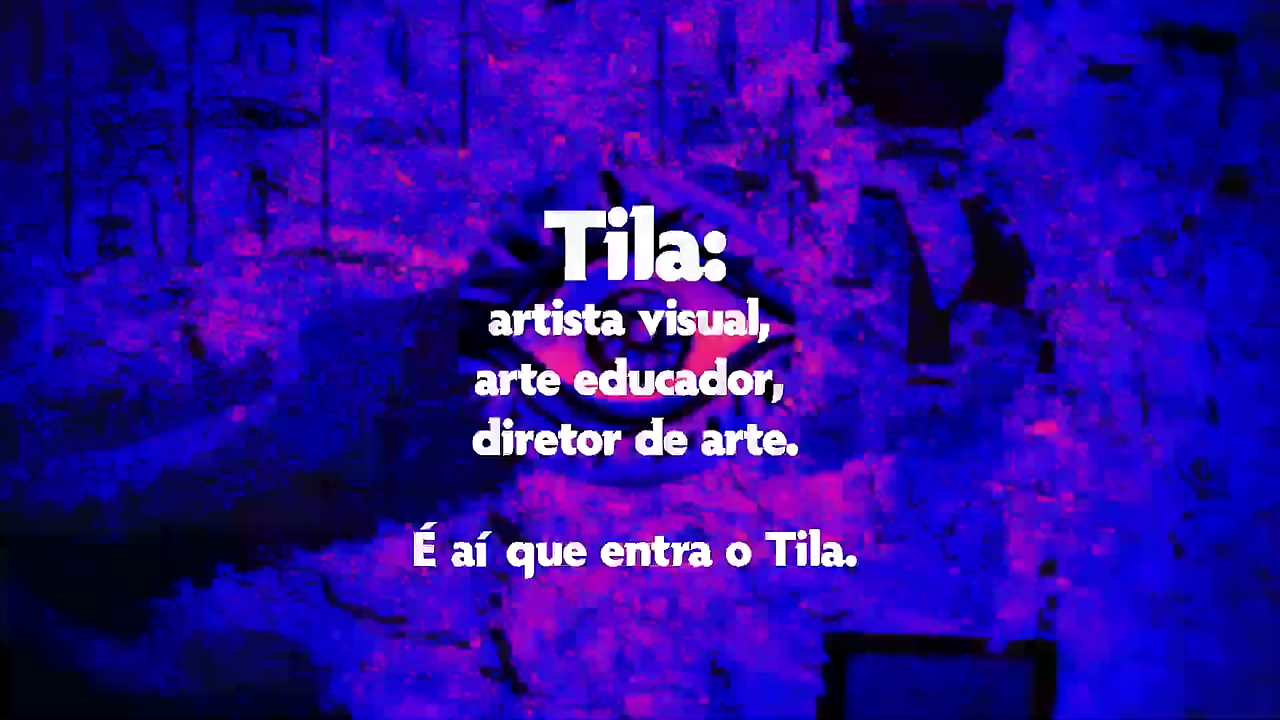 Tila:
artista visual,
arte educador,
diretor de arte.
É aí que entra o Tila.